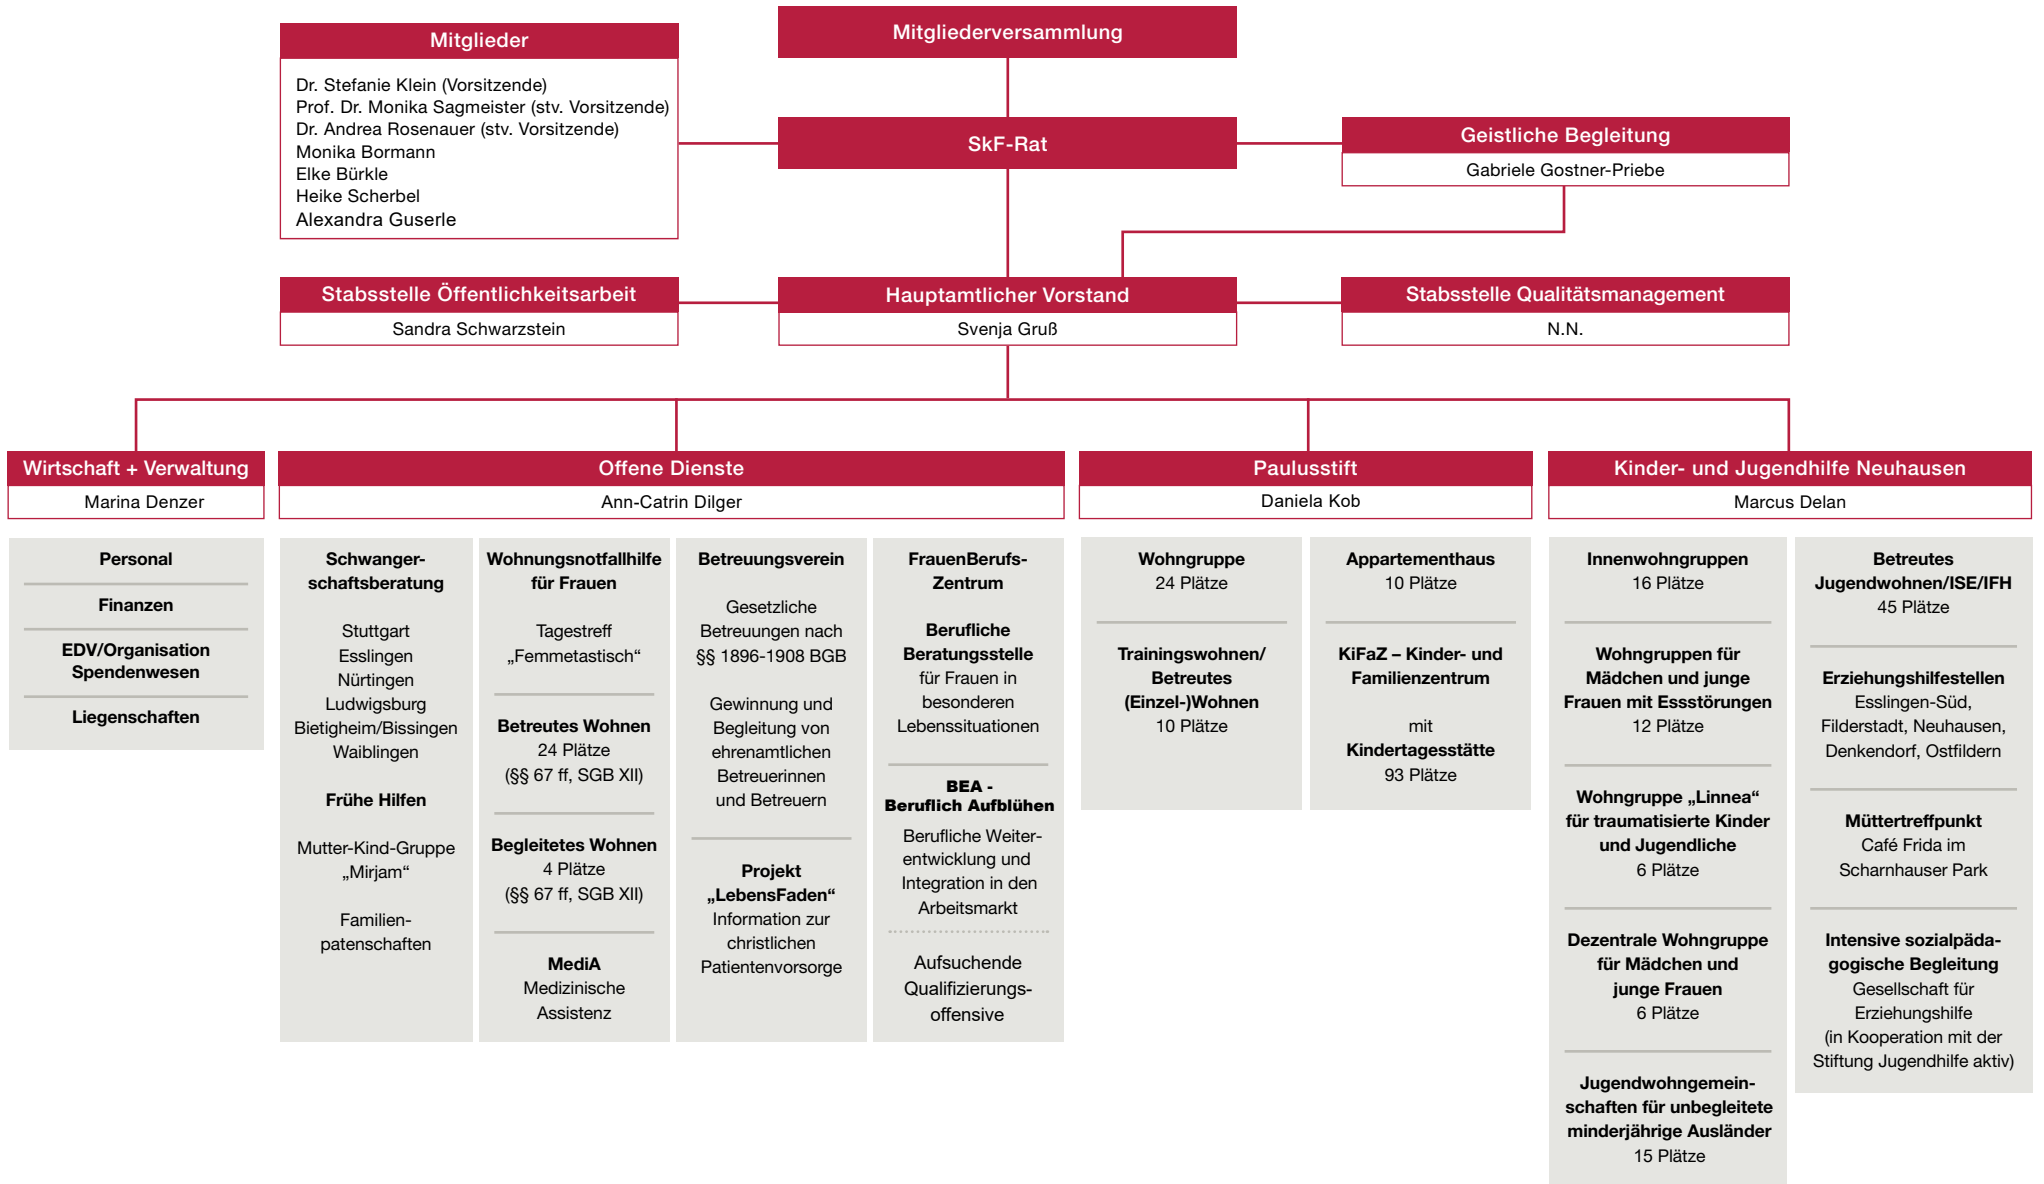 Mitgliederversammlung
Mitglieder
Dr. Stefanie Klein (Vorsitzende)
Prof. Dr. Monika Sagmeister (stv. Vorsitzende)
Dr. Andrea Rosenauer (stv. Vorsitzende)
Monika Bormann
Elke Bürkle
Heike Scherbel
Alexandra Guserle
SkF-Rat
Geistliche Begleitung
Gabriele Gostner-Priebe
Stabsstelle Öffentlichkeitsarbeit
Sandra Schwarzstein
Hauptamtlicher Vorstand
Svenja Gruß
Stabsstelle Qualitätsmanagement
N.N.
Wirtschaft + Verwaltung
Marina Denzer
Personal
Finanzen
EDV/Organisation
Spendenwesen
Liegenschaften
Offene Dienste
Ann-Catrin Dilger
Schwanger-
schaftsberatung
Stuttgart
Esslingen
Nürtingen
Ludwigsburg
Bietigheim/Bissingen
Waiblingen
Frühe Hilfen
Mutter-Kind-Gruppe
„Mirjam“
Familien-
patenschaften
Wohnungsnotfallhilfe
für Frauen
Tagestreff
„Femmetastisch“
Betreutes Wohnen
24 Plätze
(§§ 67 ff, SGB XII)
Begleitetes Wohnen
4 Plätze
(§§ 67 ff, SGB XII)
MediA
Medizinische
Assistenz
Betreuungsverein
Gesetzliche
Betreuungen nach
§§ 1896-1908 BGB
Gewinnung und
Begleitung von
ehrenamtlichen
Betreuerinnen
und Betreuern
Projekt
„LebensFaden“
Information zur
christlichen
Patientenvorsorge
FrauenBerufs-
Zentrum
Berufliche
Beratungsstelle
für Frauen in
besonderen
Lebenssituationen
BEA -
Beruflich Aufblühen
Berufliche Weiter-
entwicklung und
Integration in den
Arbeitsmarkt
Aufsuchende
Qualifizierungs-
offensive
Paulusstift
Daniela Kob
Wohngruppe
24 Plätze
Trainingswohnen/
Betreutes
(Einzel-)Wohnen
10 Plätze
Appartementhaus
10 Plätze
KiFaZ – Kinder- und
Familienzentrum
mit
Kindertagesstätte
93 Plätze
Kinder- und Jugendhilfe Neuhausen
Marcus Delan
Innenwohngruppen
16 Plätze
Wohngruppen für
Mädchen und junge
Frauen mit Essstörungen
12 Plätze
Wohngruppe „Linnea“
für traumatisierte Kinder
und Jugendliche
6 Plätze
Dezentrale Wohngruppe
für Mädchen und
junge Frauen
6 Plätze
Jugendwohngemein-
schaften für unbegleitete
minderjährige Ausländer
15 Plätze
Betreutes
Jugendwohnen/ISE/IFH
45 Plätze
Erziehungshilfestellen
Esslingen-Süd,
Filderstadt, Neuhausen,
Denkendorf, Ostfildern
Müttertreffpunkt
Café Frida im
Scharnhauser Park
Intensive sozialpäda-
gogische Begleitung
Gesellschaft für
Erziehungshilfe
(in Kooperation mit der
Stiftung Jugendhilfe aktiv)